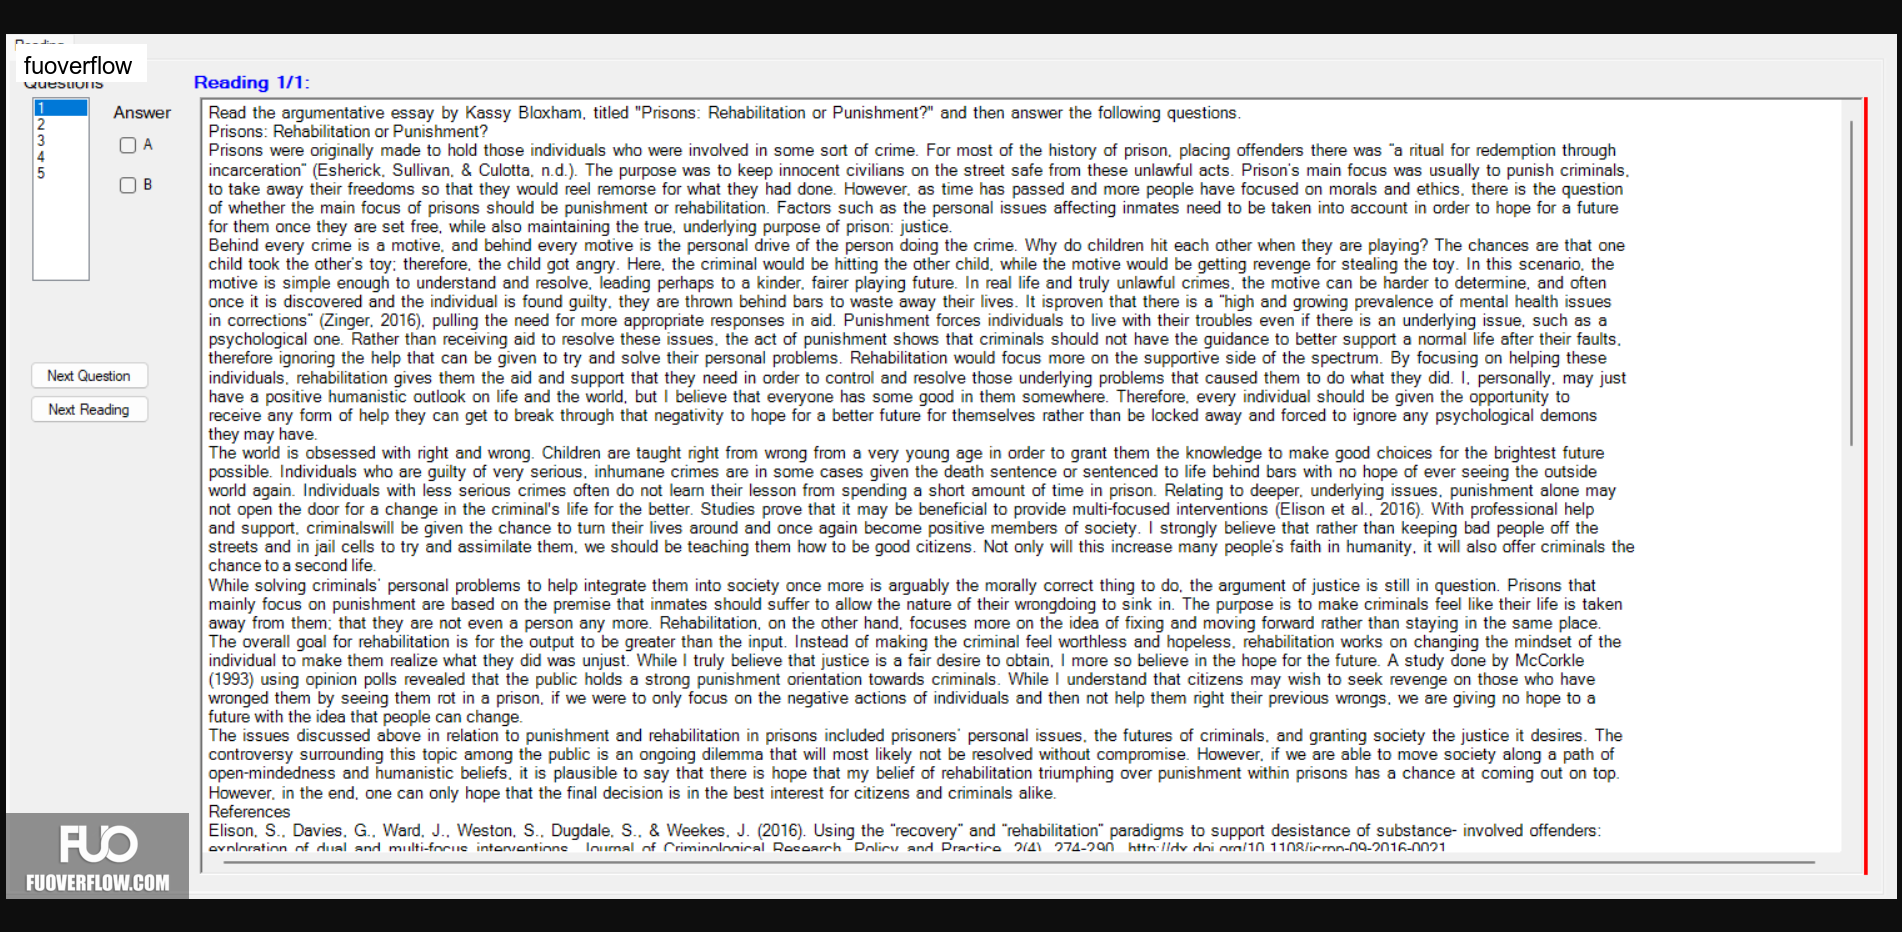 Reading
fuoverflow
Questions
1
2
3
4
5
Answer
A
B
Next Question
Next Reading
Reading 1/1:
Read the argumentative essay by Kassy Bloxham, titled "Prisons: Rehabilitation or Punishment?" and then answer the following questions.
Prisons: Rehabilitation or Punishment?
Prisons were originally made to hold those individuals who were involved in some sort of crime. For most of the history of prison, placing offenders there was "a ritual for redemption through
incarceration" (Esherick, Sullivan, & Culotta, n.d.). The purpose was to keep innocent civilians on the street safe from these unlawful acts. Prison's main focus was usually to punish criminals,
to take away their freedoms so that they would reel remorse for what they had done. However, as time has passed and more people have focused on morals and ethics, there is the question
of whether the main focus of prisons should be punishment or rehabilitation. Factors such as the personal issues affecting inmates need to be taken into account in order to hope for a future
for them once they are set free, while also maintaining the true, underlying purpose of prison: justice.
Behind every crime is a motive, and behind every motive is the personal drive of the person doing the crime. Why do children hit each other when they are playing? The chances are that one
child took the other's toy; therefore, the child got angry. Here, the criminal would be hitting the other child, while the motive would be getting revenge for stealing the toy. In this scenario, the
motive is simple enough to understand and resolve, leading perhaps to a kinder, fairer playing future. In real life and truly unlawful crimes, the motive can be harder to determine, and often
once it is discovered and the individual is found guilty, they are thrown behind bars to waste away their lives. It isproven that there is a "high and growing prevalence of mental health issues
in corrections" (Zinger, 2016), pulling the need for more appropriate responses in aid. Punishment forces individuals to live with their troubles even if there is an underlying issue, such as a
psychological one. Rather than receiving aid to resolve these issues, the act of punishment shows that criminals should not have the guidance to better support a normal life after their faults,
therefore ignoring the help that can be given to try and solve their personal problems. Rehabilitation would focus more on the supportive side of the spectrum. By focusing on helping these
individuals, rehabilitation gives them the aid and support that they need in order to control and resolve those underlying problems that caused them to do what they did. I, personally, may just
have a positive humanistic outlook on life and the world, but I believe that everyone has some good in them somewhere. Therefore, every individual should be given the opportunity to
receive any form of help they can get to break through that negativity to hope for a better future for themselves rather than be locked away and forced to ignore any psychological demons
they may have.
The world is obsessed with right and wrong. Children are taught right from wrong from a very young age in order to grant them the knowledge to make good choices for the brightest future
possible. Individuals who are guilty of very serious, inhumane crimes are in some cases given the death sentence or sentenced to life behind bars with no hope of ever seeing the outside
world again. Individuals with less serious crimes often do not learn their lesson from spending a short amount of time in prison. Relating to deeper, underlying issues, punishment alone may
not open the door for a change in the criminal's life for the better. Studies prove that it may be beneficial to provide multi-focused interventions (Elison et al., 2016). With professional help
and support, criminalswill be given the chance to turn their lives around and once again become positive members of society. I strongly believe that rather than keeping bad people off the
streets and in jail cells to try and assimilate them, we should be teaching them how to be good citizens. Not only will this increase many people's faith in humanity, it will also offer criminals the
chance to a second life.
While solving criminals' personal problems to help integrate them into society once more is arguably the morally correct thing to do, the argument of justice is still in question. Prisons that
mainly focus on punishment are based on the premise that inmates should suffer to allow the nature of their wrongdoing to sink in. The purpose is to make criminals feel like their life is taken
away from them; that they are not even a person any more. Rehabilitation, on the other hand, focuses more on the idea of fixing and moving forward rather than staying in the same place.
The overall goal for rehabilitation is for the output to be greater than the input. Instead of making the criminal feel worthless and hopeless, rehabilitation works on changing the mindset of the
individual to make them realize what they did was unjust. While I truly believe that justice is a fair desire to obtain, I more so believe in the hope for the future. A study done by McCorkle
(1993) using opinion polls revealed that the public holds a strong punishment orientation towards criminals. While I understand that citizens may wish to seek revenge on those who have
wronged them by seeing them rot in a prison, if we were to only focus on the negative actions of individuals and then not help them right their previous wrongs, we are giving no hope to a
future with the idea that people can change.
The issues discussed above in relation to punishment and rehabilitation in prisons included prisoners' personal issues, the futures of criminals, and granting society the justice it desires. The
controversy surrounding this topic among the public is an ongoing dilemma that will most likely not be resolved without compromise. However, if we are able to move society along a path of
open-mindedness and humanistic beliefs, it is plausible to say that there is hope that my belief of rehabilitation triumphing over punishment within prisons has a chance at coming out on top.
However, in the end, one can only hope that the final decision is in the best interest for citizens and criminals alike.
References
Elison, S., Davies, G., Ward, J., Weston, S., Dugdale, S., & Weekes, J. (2016). Using the "recovery" and "rehabilitation" paradigms to support desistance of substance- involved offenders:
exploration of dual and multi-focus interventions. Journal of Criminological Research, Policy and Practice, 2(4), 274-290. http://dx.doi.org/10.1108/jcrpp-09-2016-0021
FUO
FUOVERFLOW.COM